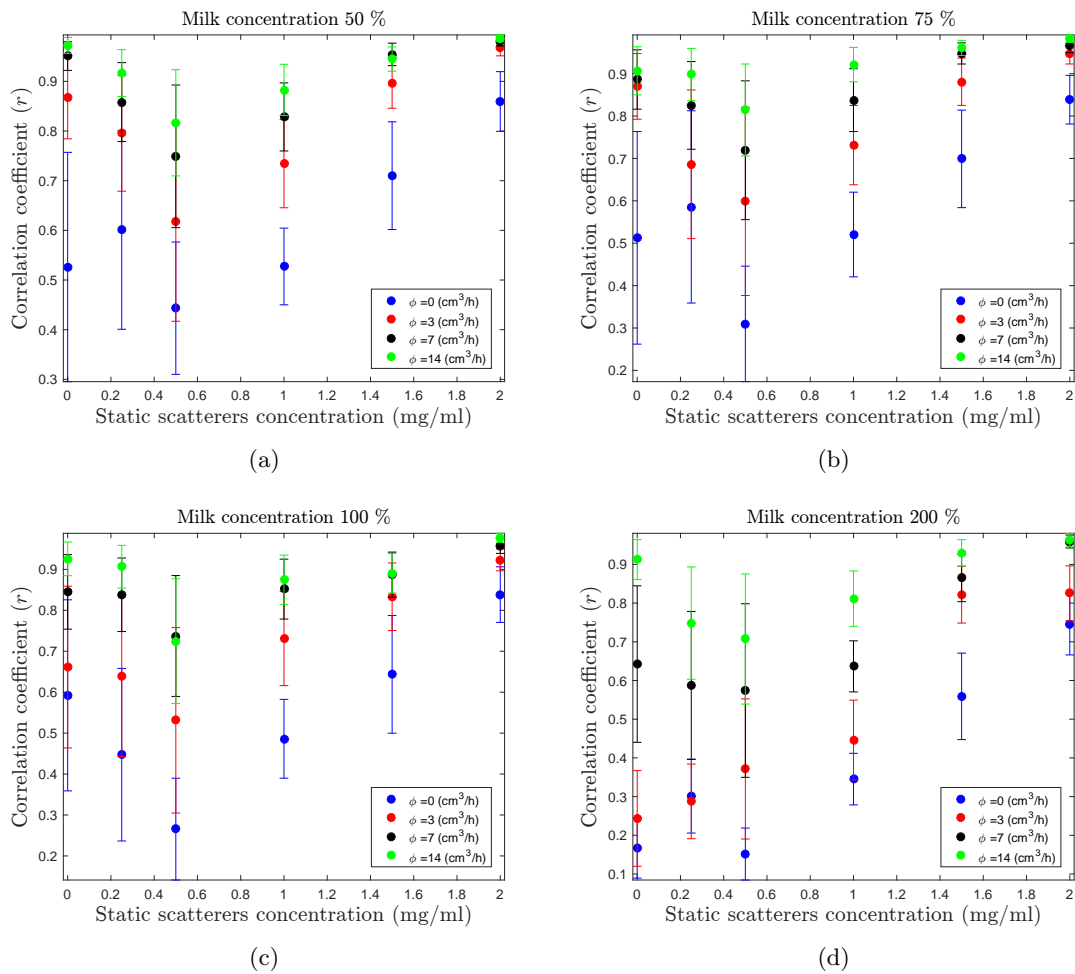 Milk concentration 50 %
Correlation coefficient (r)
0.9
0.8
0.7
0.6
0.5
0.4
0.3
ϕ =0 (cm³/h)
ϕ =3 (cm³/h)
ϕ =7 (cm³/h)
ϕ =14 (cm³/h)
0 0.2 0.4 0.6 0.8 1 1.2 1.4 1.6 1.8 2
Static scatterers concentration (mg/ml)
(a)
Milk concentration 75 %
Correlation coefficient (r)
0.9
0.8
0.7
0.6
0.5
0.4
0.3
0.2
ϕ =0 (cm³/h)
ϕ =3 (cm³/h)
ϕ =7 (cm³/h)
ϕ =14 (cm³/h)
0 0.2 0.4 0.6 0.8 1 1.2 1.4 1.6 1.8 2
Static scatterers concentration (mg/ml)
(b)
Milk concentration 100 %
Correlation coefficient (r)
0.9
0.8
0.7
0.6
0.5
0.4
0.3
0.2
ϕ =0 (cm³/h)
ϕ =3 (cm³/h)
ϕ =7 (cm³/h)
ϕ =14 (cm³/h)
0 0.2 0.4 0.6 0.8 1 1.2 1.4 1.6 1.8 2
Static scatterers concentration (mg/ml)
(c)
Milk concentration 200 %
Correlation coefficient (r)
0.9
0.8
0.7
0.6
0.5
0.4
0.3
0.2
0.1
ϕ =0 (cm³/h)
ϕ =3 (cm³/h)
ϕ =7 (cm³/h)
ϕ =14 (cm³/h)
0 0.2 0.4 0.6 0.8 1 1.2 1.4 1.6 1.8 2
Static scatterers concentration (mg/ml)
(d)